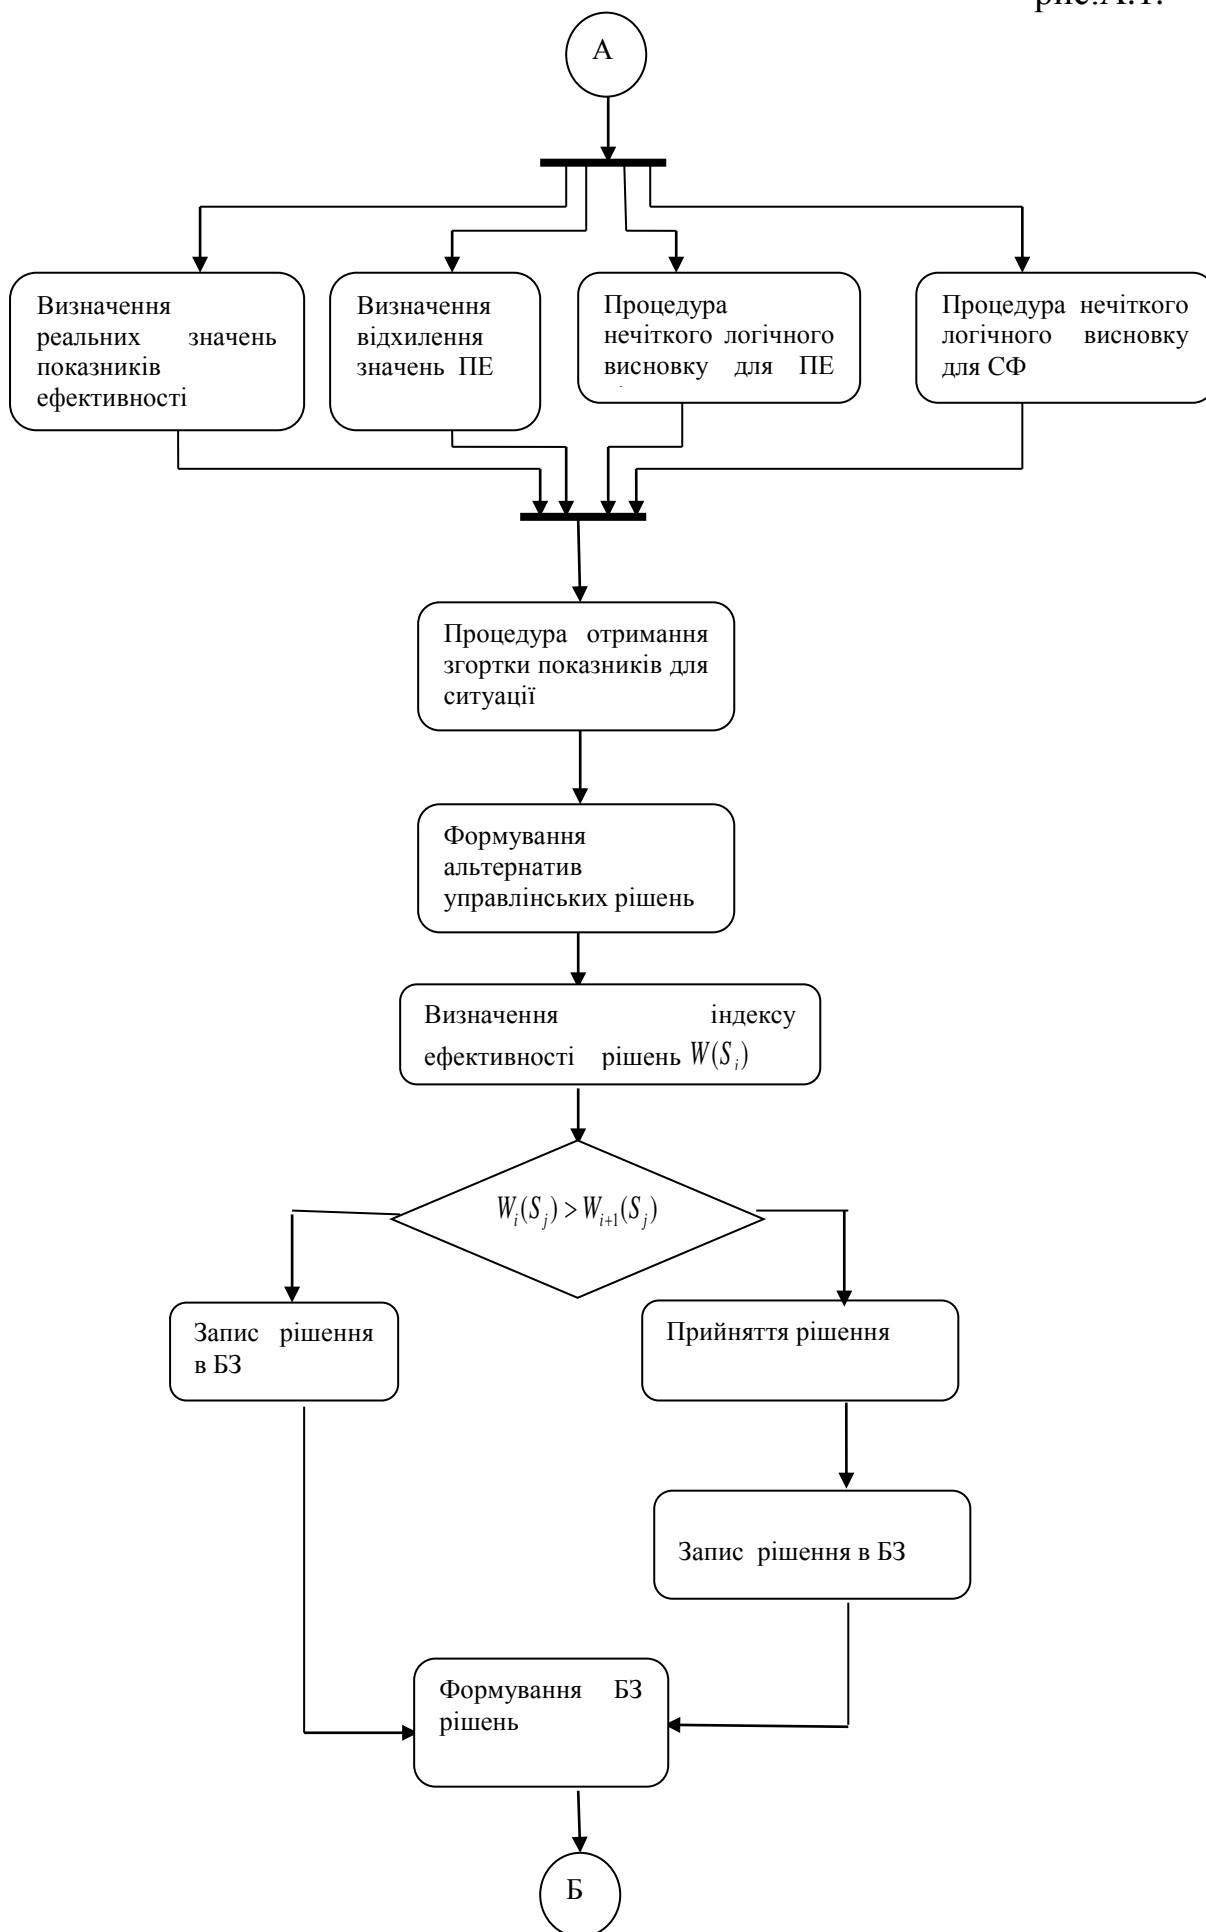 рис.А.1.
А
Визначення
реальних значень
показників
ефективності
Визначення
відхилення
значень ПЕ
Процедура
нечіткого логічного
висновку для ПЕ
Процедура нечіткого
логічного висновку
для СФ
Процедура отримання
згортки показників для
ситуації
Формування
альтернатив
управлінських рішень
Визначення індексу
ефективності рішень W(S_i)
W_i(S_j) > W_{i+1}(S_j)
Запис рішення
в БЗ
Прийняття рішення
Запис рішення в БЗ
Формування БЗ
рішень
Б